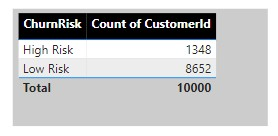 ChurnRisk Count of CustomerId
High Risk 1348
Low Risk 8652
Total 10000